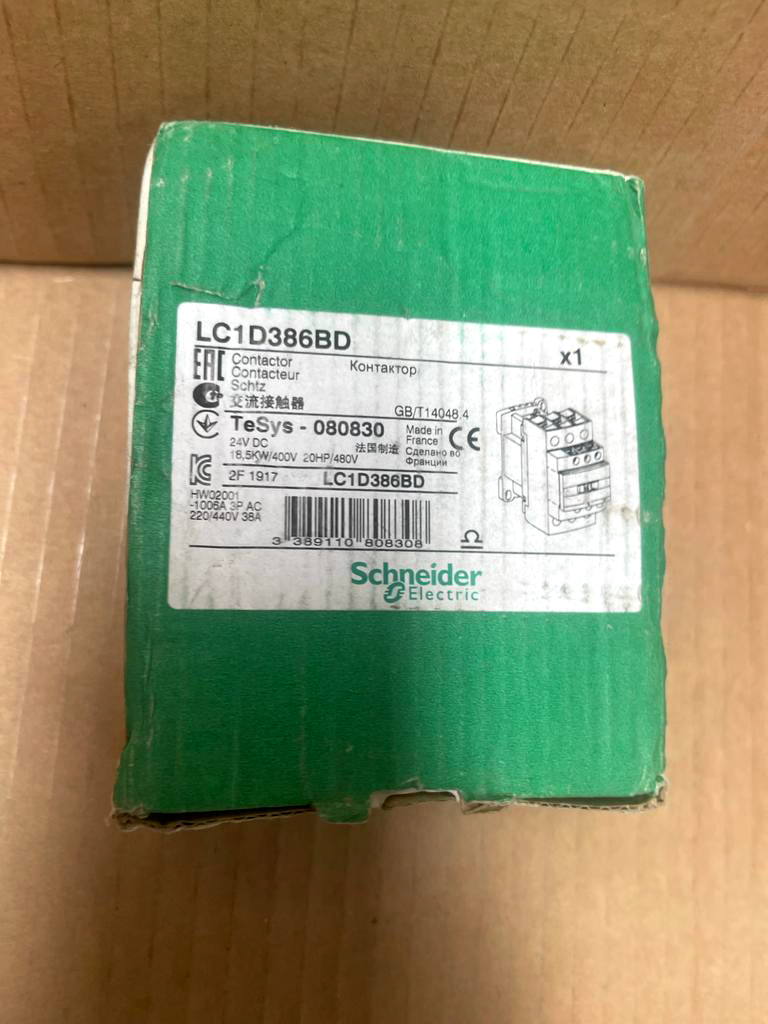 LC1D386BD x1
EAC Contactor Контактор
Contacteur
Schtz
交流接触器 GB/T14048.4
TeSys - 080830 Made in France CE
24V DC 法国制造 Сделано во Франции
18,5KW/400V 20HP/480V
2F 1917 LC1D386BD
HW02001
-1006A 3P AC
220/440V 38A
3 389110 808308
Schneider
Electric